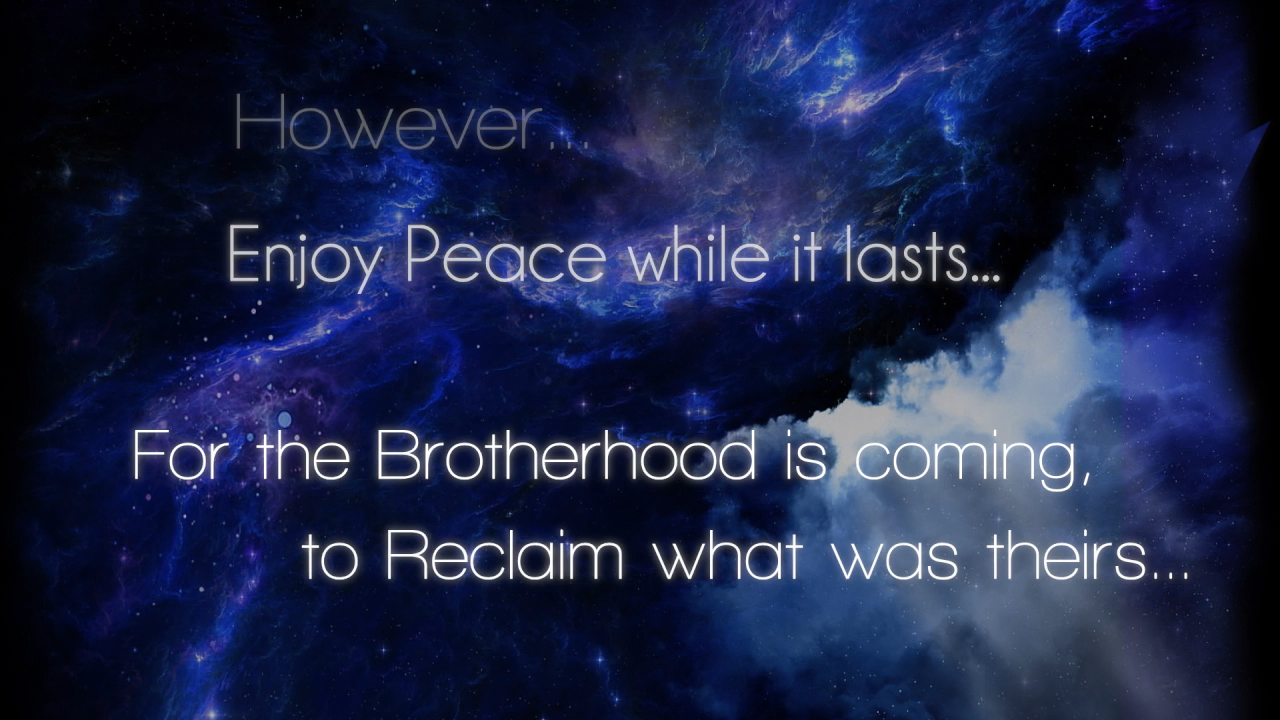 However...
Enjoy Peace while it lasts...
For the Brotherhood is coming,
to Reclaim what was theirs...